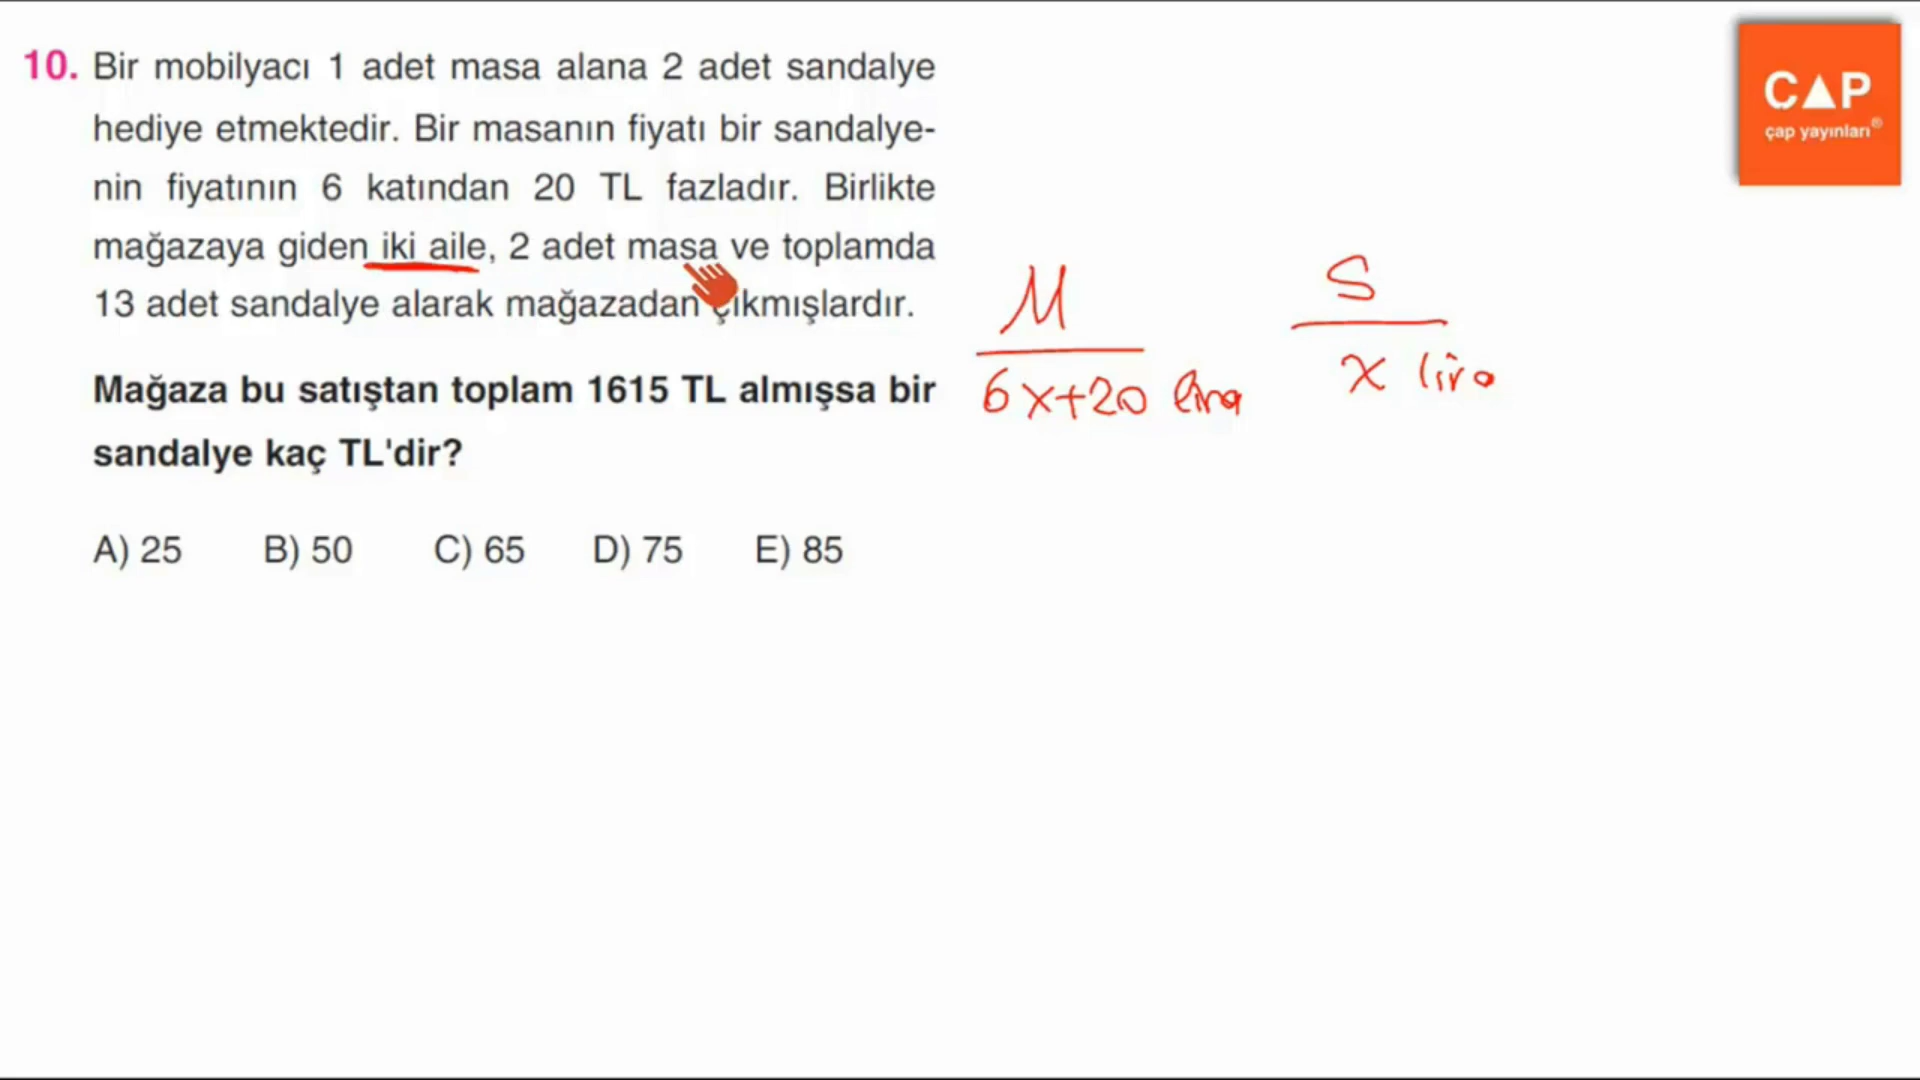 10. Bir mobilyacı 1 adet masa alana 2 adet sandalye
hediye etmektedir. Bir masanın fiyatı bir sandalye-
nin fiyatının 6 katından 20 TL fazladır. Birlikte
mağazaya giden iki aile, 2 adet masa ve toplamda
13 adet sandalye alarak mağazadan çıkmışlardır.
Mağaza bu satıştan toplam 1615 TL almışsa bir
sandalye kaç TL'dir?
A) 25 B) 50 C) 65 D) 75 E) 85
M
6x+20 lira
S
x lira
CAP
çap yayınları®